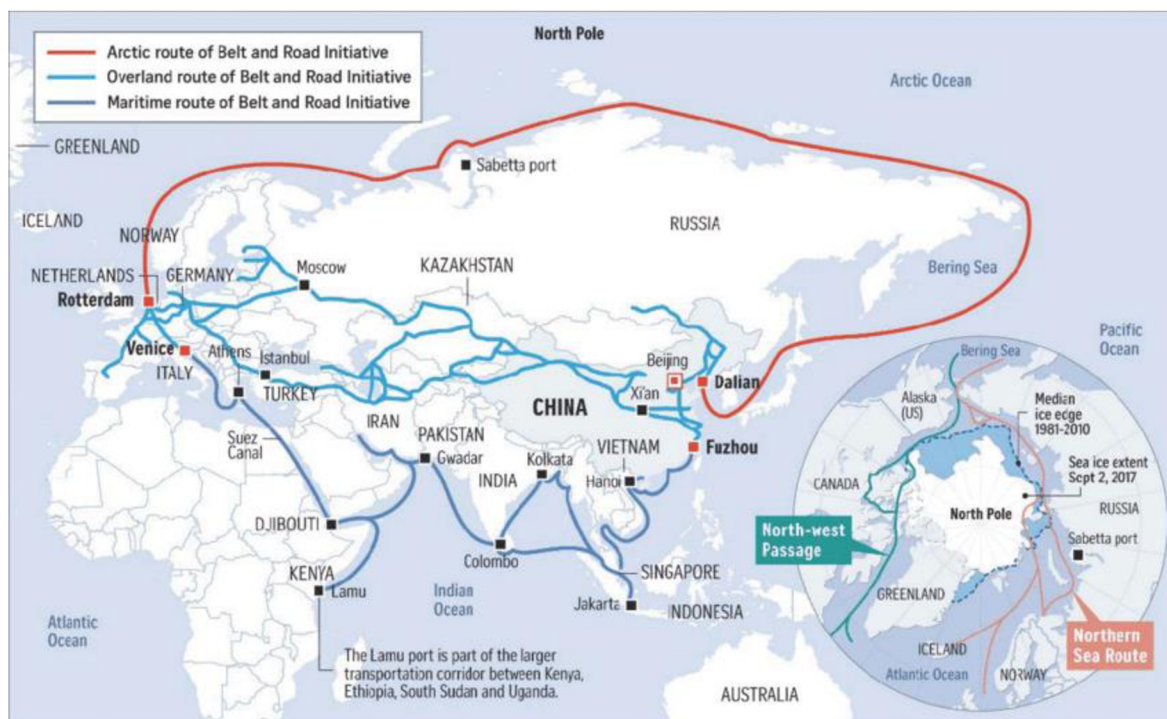 North Pole
Arctic route of Belt and Road Initiative
Overland route of Belt and Road Initiative
Maritime route of Belt and Road Initiative
Arctic Ocean
GREENLAND
Sabetta port
ICELAND
NORWAY
RUSSIA
Moscow
KAZAKHSTAN
Bering Sea
NETHERLANDS
GERMANY
Rotterdam
Pacific
Ocean
Venice
Athens
Istanbul
Beijing
ITALY
TURKEY
Dalian
Xi'an
CHINA
IRAN
Suez
Canal
PAKISTAN
Gwadar
VIETNAM
Fuzhou
Kolkata
INDIA
Hanoi
DJIBOUTI
Colombo
SINGAPORE
KENYA
Lamu
Indian
Ocean
Jakarta
INDONESIA
Atlantic
Ocean
The Lamu port is part of the larger
transportation corridor between Kenya,
Ethiopia, South Sudan and Uganda.
AUSTRALIA
Bering Sea
Alaska
(US)
Median
ice edge
1981-2010
Sea ice extent
Sept 2, 2017
CANADA
North Pole
RUSSIA
North-west
Passage
Sabetta port
GREENLAND
ICELAND
Northern
Sea Route
Atlantic Ocean
NORWAY